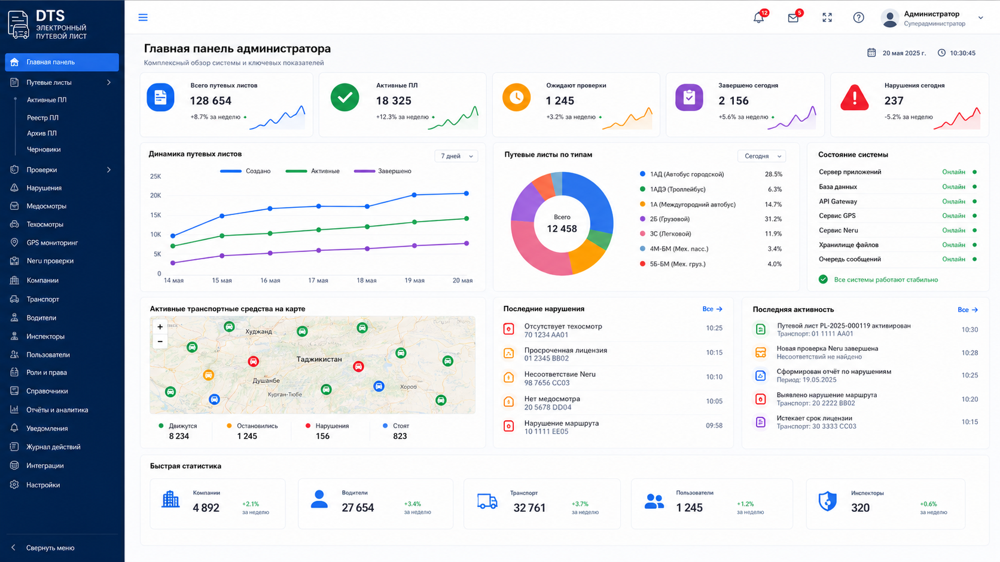 DTS
ЭЛЕКТРОННЫЙ
ПУТЕВОЙ ЛИСТ
Главная панель
Путевые листы
Активные ПЛ
Реестр ПЛ
Архив ПЛ
Черновики
Проверки
Нарушения
Медосмотры
Техосмотры
GPS мониторинг
Neru проверки
Компании
Транспорт
Водители
Инспекторы
Пользователи
Роли и права
Справочники
Отчёты и аналитика
Уведомления
Журнал действий
Интеграции
Настройки
Свернуть меню
12
5
Администратор
Суперадминистратор
Главная панель администратора
Комплексный обзор системы и ключевых показателей
20 мая 2025 г.
10:30:45
Всего путевых листов
128 654
+8.7% за неделю
Активные ПЛ
18 325
+12.3% за неделю
Ожидают проверки
1 245
+3.2% за неделю
Завершено сегодня
2 156
+5.6% за неделю
Нарушения сегодня
237
-5.2% за неделю
Динамика путевых листов
7 дней
Создано
Активные
Завершено
25K
20K
15K
10K
5K
0
14 мая
15 мая
16 мая
17 мая
18 мая
19 мая
20 мая
Путевые листы по типам
Сегодня
Всего
12 458
1АД (Автобус городской) 28.5%
1АДЭ (Троллейбус) 6.3%
1А (Междугородний автобус) 14.7%
2Б (Грузовой) 31.2%
3С (Легковой) 11.9%
4М-БМ (Мех. пасс.) 3.4%
5Б-БМ (Мех. груз.) 4.0%
Состояние системы
Сервер приложений Онлайн
База данных Онлайн
API Gateway Онлайн
Сервис GPS Онлайн
Сервис Neru Онлайн
Хранилище файлов Онлайн
Очередь сообщений Онлайн
Все системы работают стабильно
Активные транспортные средства на карте
+
−
Худжанд
Таджикистан
Душанбе
Курган-Тюбе
Хороо
Движутся
8 234
Остановились
1 245
Нарушения
156
Стоят
823
Последние нарушения
Все →
Отсутствует техосмотр
70 1234 AA01
10:25
Просроченная лицензия
01 2345 BB02
10:15
Несоответствие Neru
98 7656 CC03
10:10
Нет медосмотра
20 5678 DD04
10:05
Нарушение маршрута
10 1111 EE05
09:58
Последняя активность
Все →
Путевой лист PL-2025-000119 активирован
Транспорт: 01 1111 AA01
10:30
Новая проверка Neru завершена
Несоответствий не найдено
10:28
Сформирован отчёт по нарушениям
Период: 19.05.2025
10:25
Выявлено нарушение маршрута
Транспорт: 20 2222 BB02
10:20
Истекает срок лицензии
Транспорт: 30 3333 CC03
10:15
Быстрая статистика
Компании
4 892
+2.1%
за неделю
Водители
27 654
+3.4%
за неделю
Транспорт
32 761
+3.7%
за неделю
Пользователи
1 245
+1.2%
за неделю
Инспекторы
320
+0.6%
за неделю